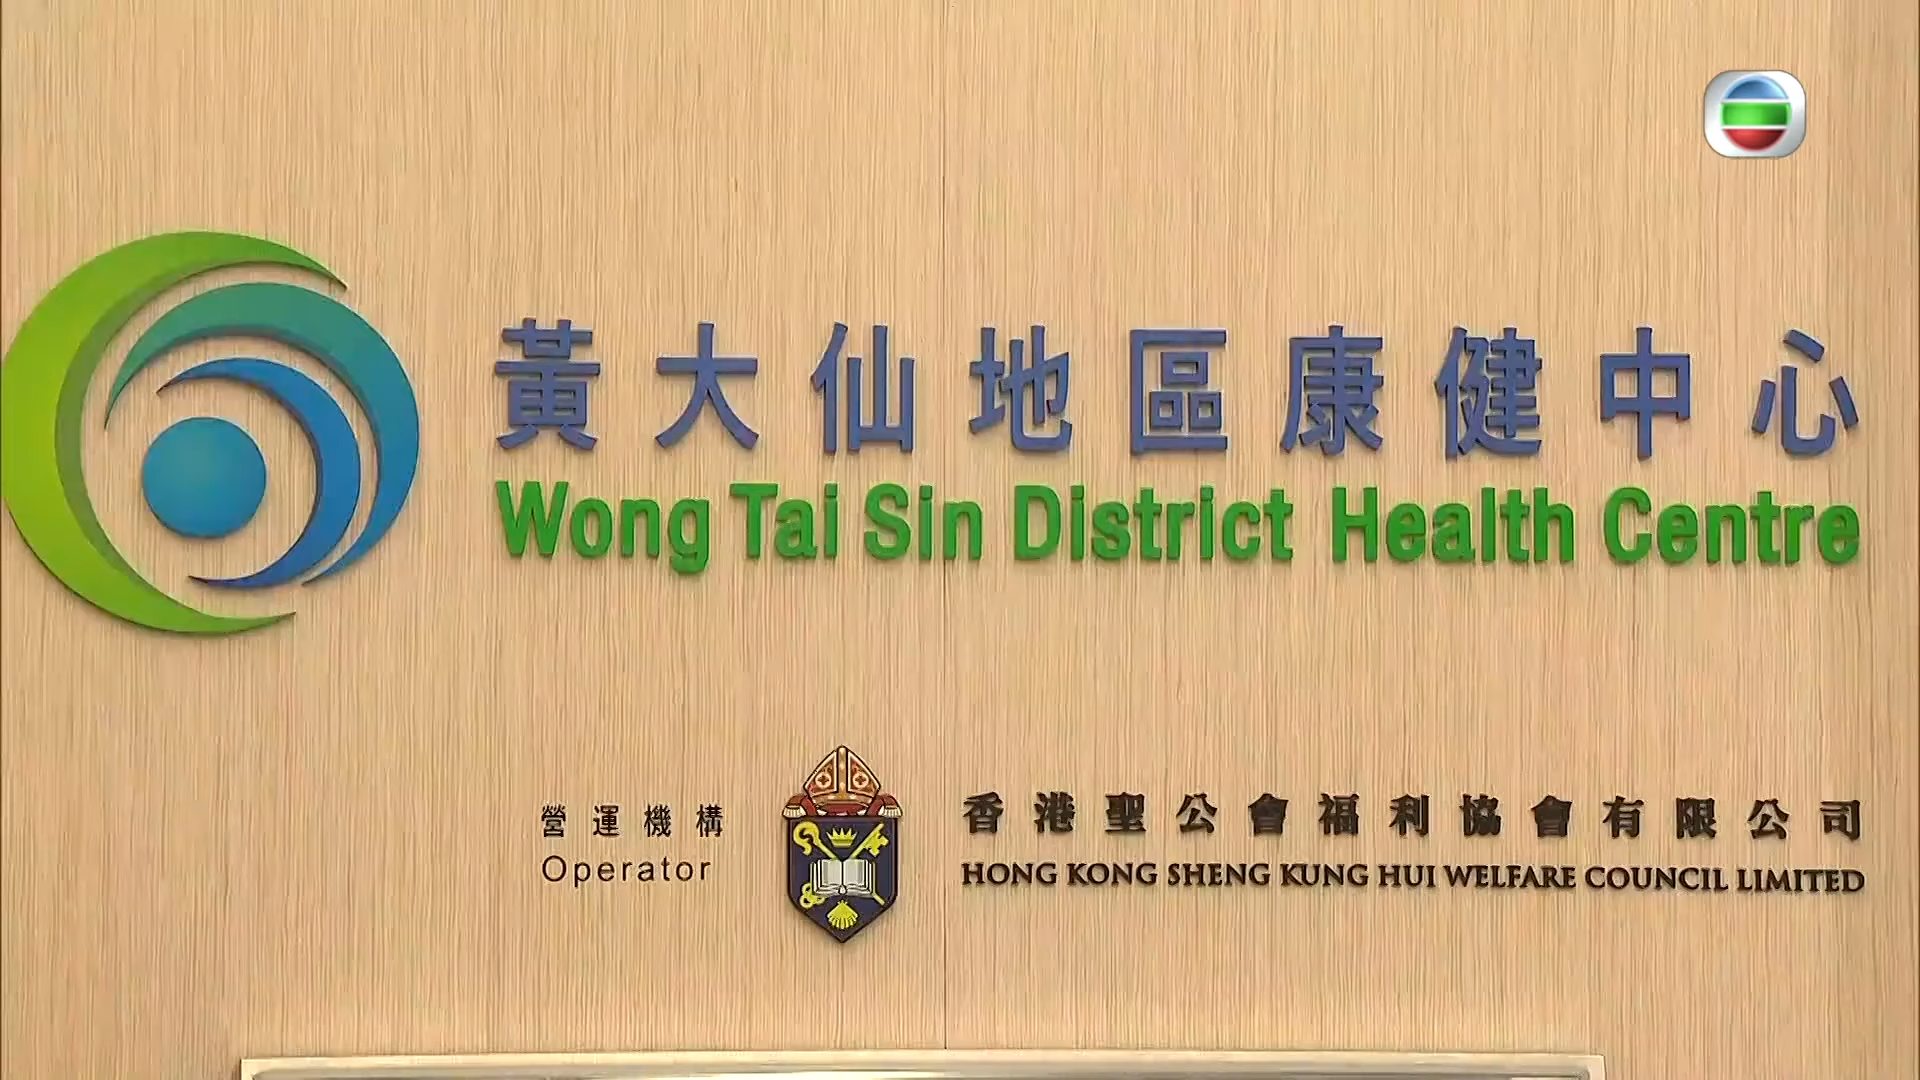 黃大仙地區康健中心
Wong Tai Sin District Health Centre
營運機構
Operator
香港聖公會福利協會有限公司
HONG KONG SHENG KUNG HUI WELFARE COUNCIL LIMITED